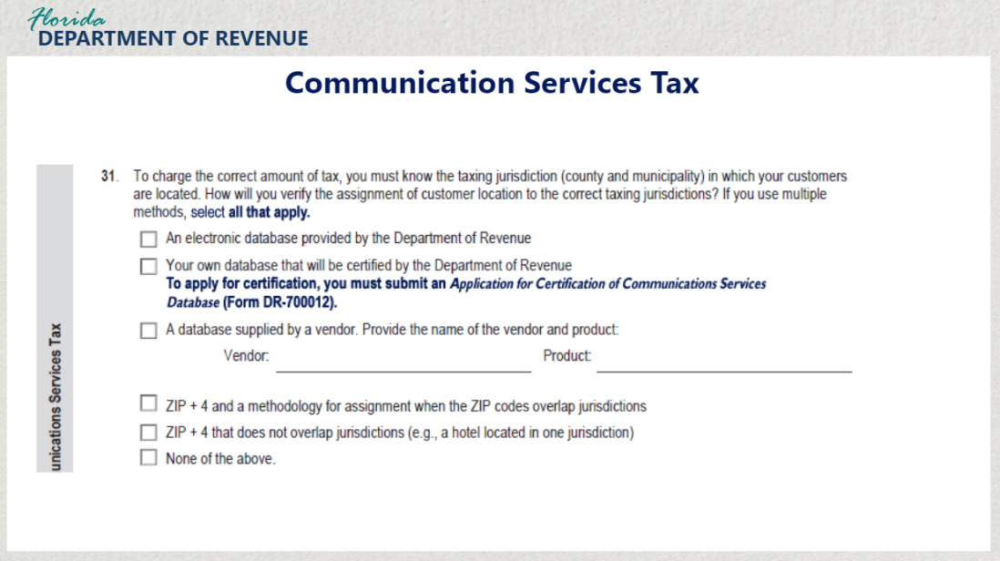 Florida
DEPARTMENT OF REVENUE
Communication Services Tax
31. To charge the correct amount of tax, you must know the taxing jurisdiction (county and municipality) in which your customers
are located. How will you verify the assignment of customer location to the correct taxing jurisdictions? If you use multiple
methods, select all that apply.
An electronic database provided by the Department of Revenue
Your own database that will be certified by the Department of Revenue
To apply for certification, you must submit an Application for Certification of Communications Services
Database (Form DR-700012).
A database supplied by a vendor. Provide the name of the vendor and product:
Vendor: Product:
ZIP + 4 and a methodology for assignment when the ZIP codes overlap jurisdictions
ZIP + 4 that does not overlap jurisdictions (e.g., a hotel located in one jurisdiction)
None of the above.
unications Services Tax